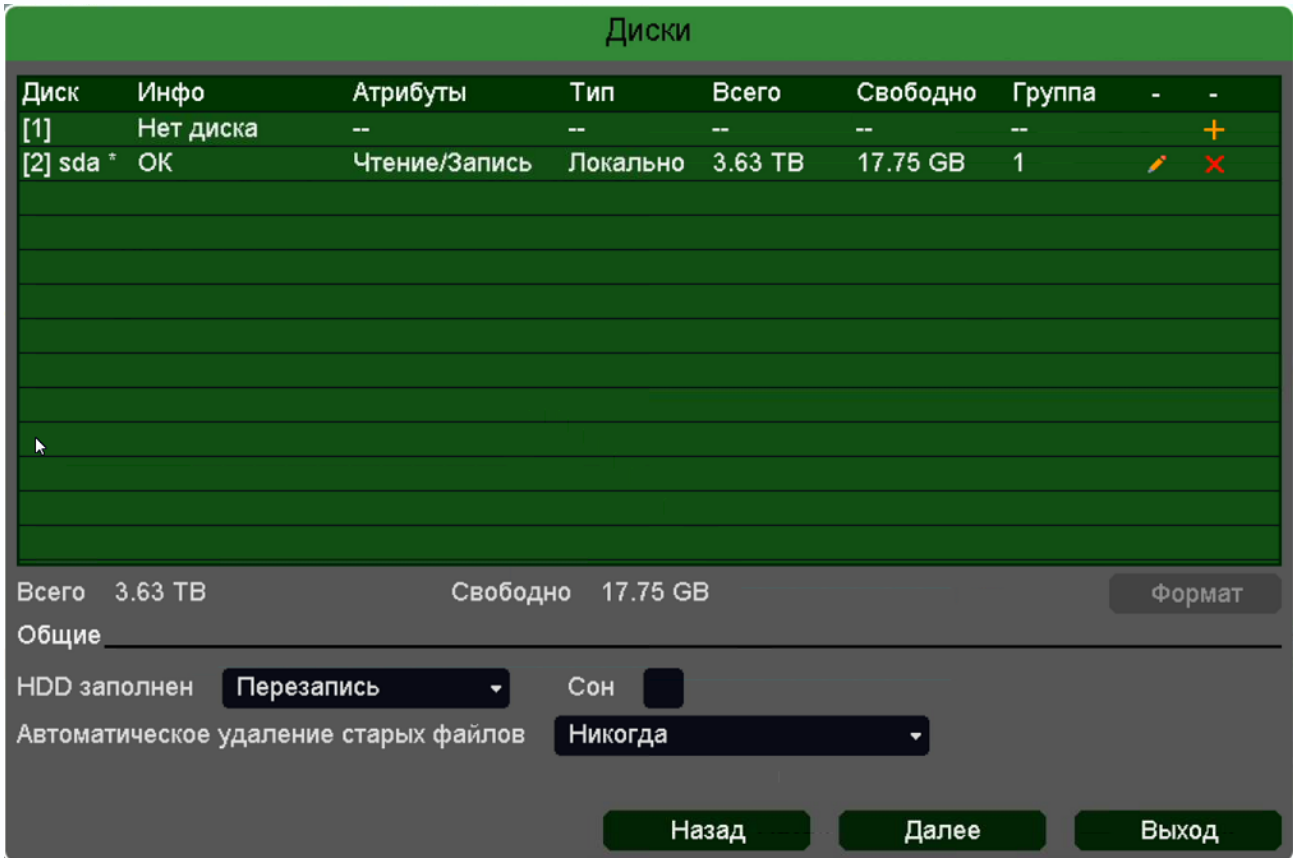 Диски
Диск Инфо Атрибуты Тип Всего Свободно Группа - -
[1] Нет диска -- -- -- -- -- +
[2] sda * ОК Чтение/Запись Локально 3.63 TB 17.75 GB 1
Всего 3.63 TB Свободно 17.75 GB Формат
Общие
HDD заполнен Перезапись Сон
Автоматическое удаление старых файлов Никогда
Назад Далее Выход